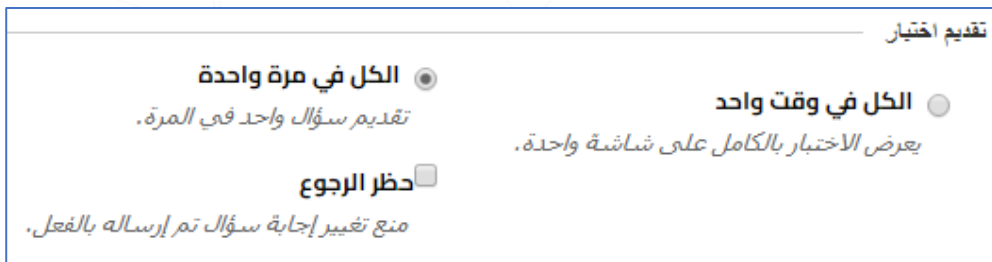 تقديم اختبار
الكل في وقت واحد
يعرض الاختبار بالكامل على شاشة واحدة.
الكل في مرة واحدة
تقديم سؤال واحد في المرة.
حظر الرجوع
منع تغيير إجابة سؤال تم إرساله بالفعل.